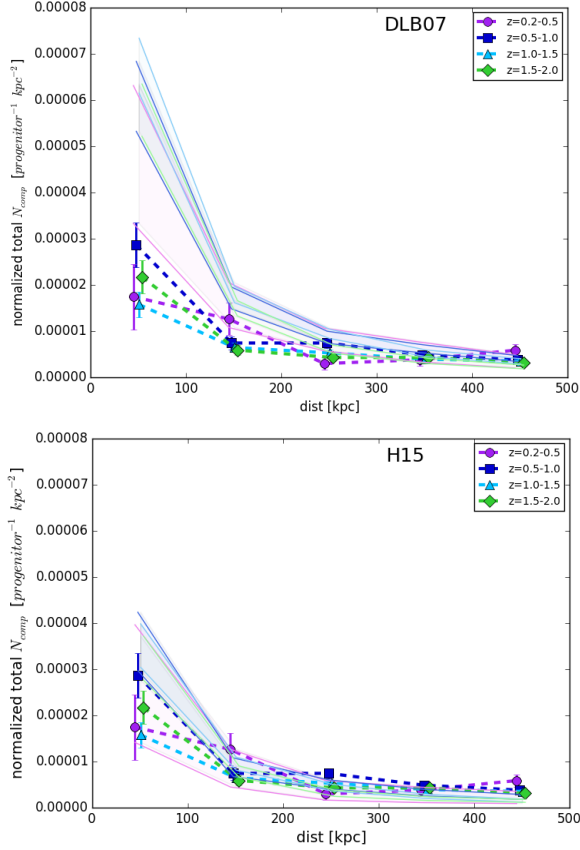 DLB07
z=0.2-0.5
z=0.5-1.0
z=1.0-1.5
z=1.5-2.0
normalized total N_comp [progenitor⁻¹ kpc⁻²]
0.00008
0.00007
0.00006
0.00005
0.00004
0.00003
0.00002
0.00001
0.00000
0 100 200 300 400 500
dist [kpc]
H15
z=0.2-0.5
z=0.5-1.0
z=1.0-1.5
z=1.5-2.0
normalized total N_comp [progenitor⁻¹ kpc⁻²]
0.00008
0.00007
0.00006
0.00005
0.00004
0.00003
0.00002
0.00001
0.00000
0 100 200 300 400 500
dist [kpc]